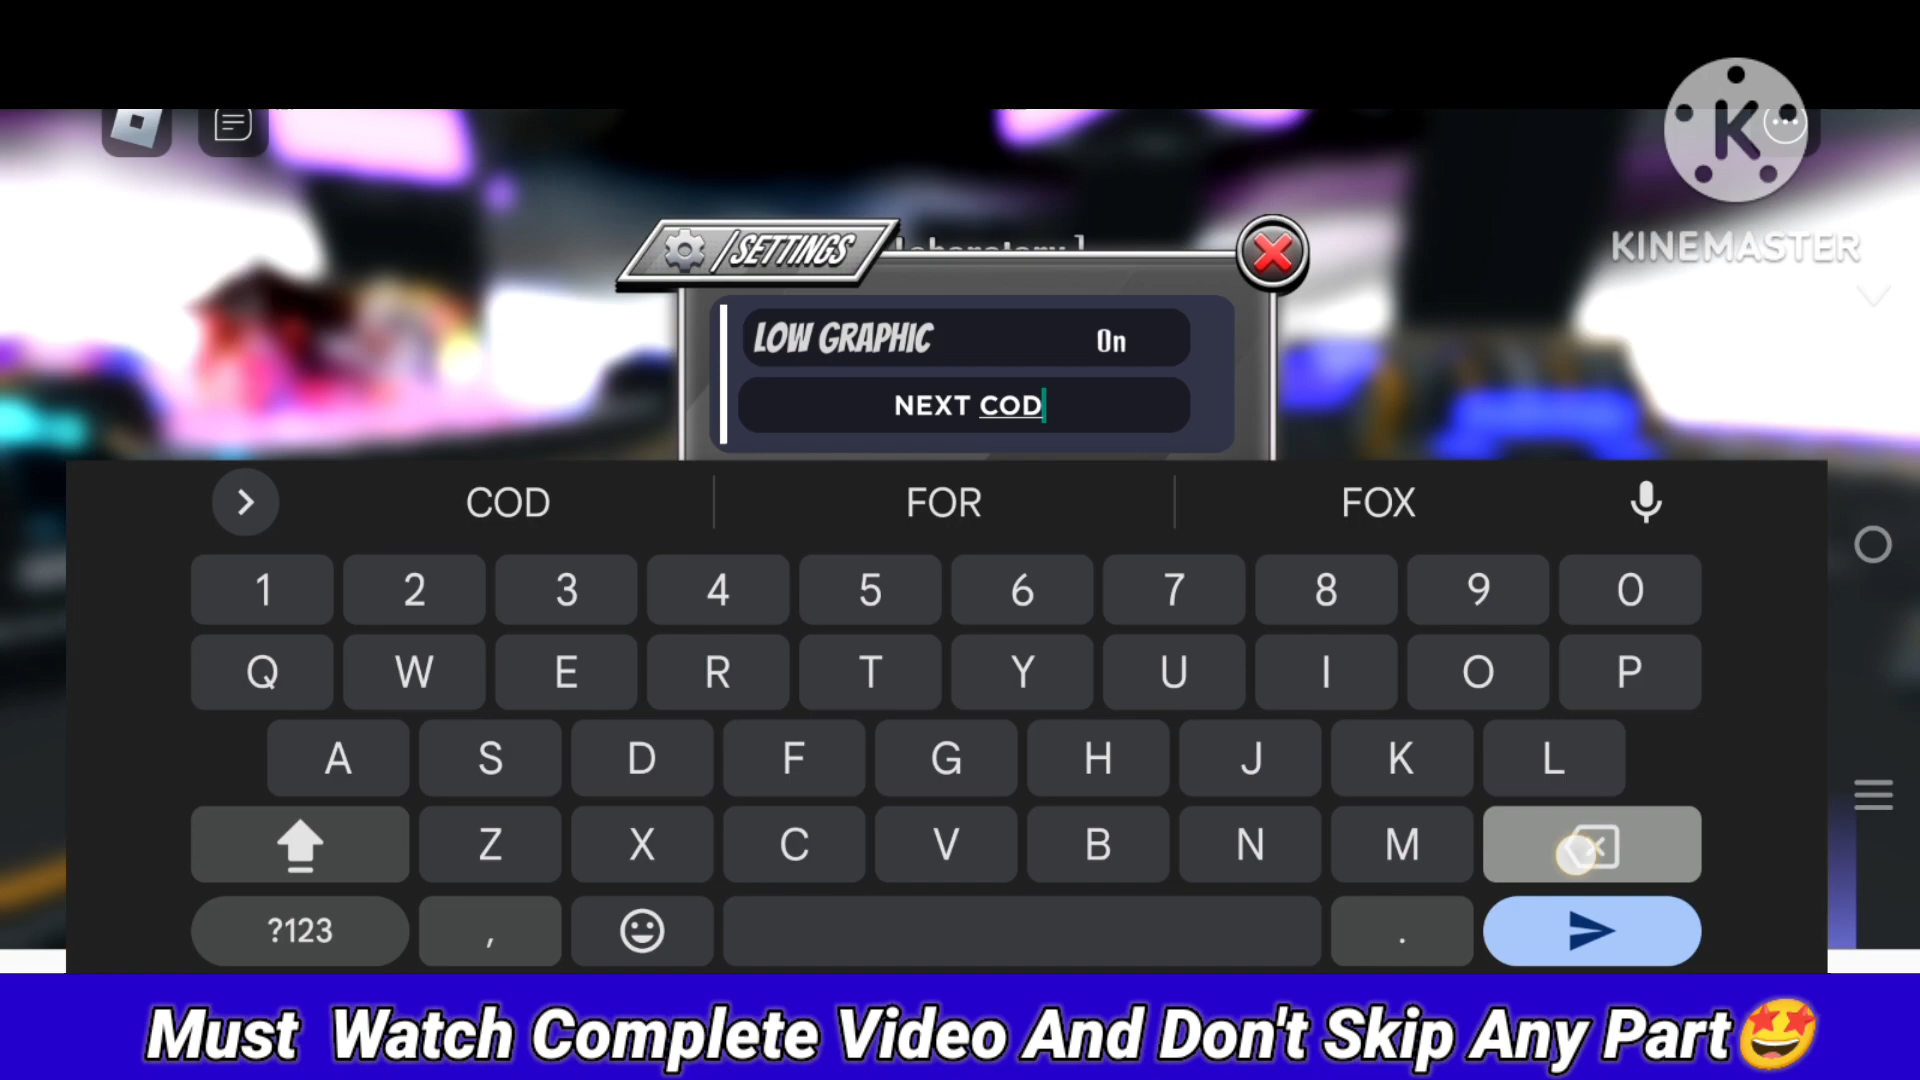 K
KINEMASTER
/SETTINGS
LOW GRAPHIC On
NEXT COD
COD FOR FOX
1 2 3 4 5 6 7 8 9 0
Q W E R T Y U I O P
A S D F G H J K L
Z X C V B N M
?123 , .
Must Watch Complete Video And Don't Skip Any Part🤩